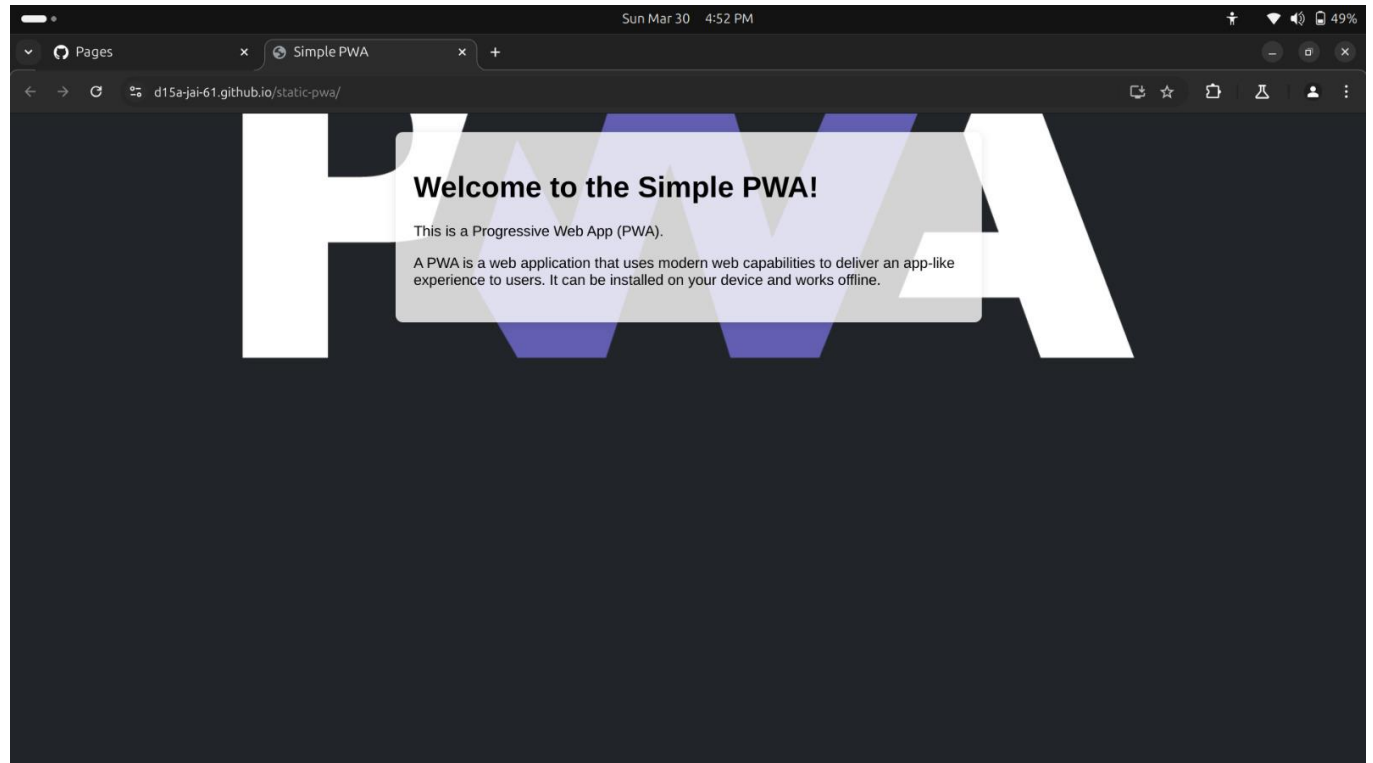 Sun Mar 30 4:52 PM
49%
Pages
Simple PWA
d15a-jai-61.github.io/static-pwa/
PWA
Welcome to the Simple PWA!
This is a Progressive Web App (PWA).
A PWA is a web application that uses modern web capabilities to deliver an app-like
experience to users. It can be installed on your device and works offline.